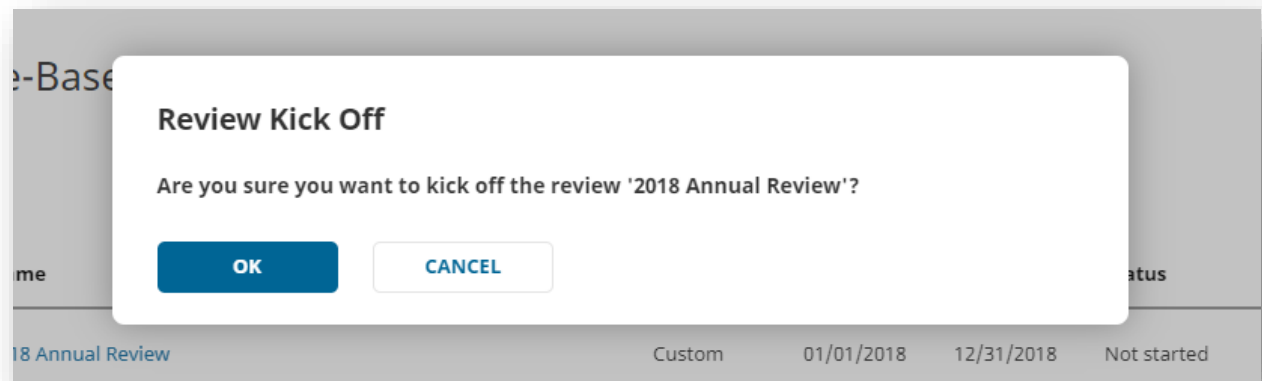 e-Base
Review Kick Off
Are you sure you want to kick off the review '2018 Annual Review'?
OK CANCEL
me atus
18 Annual Review Custom 01/01/2018 12/31/2018 Not started